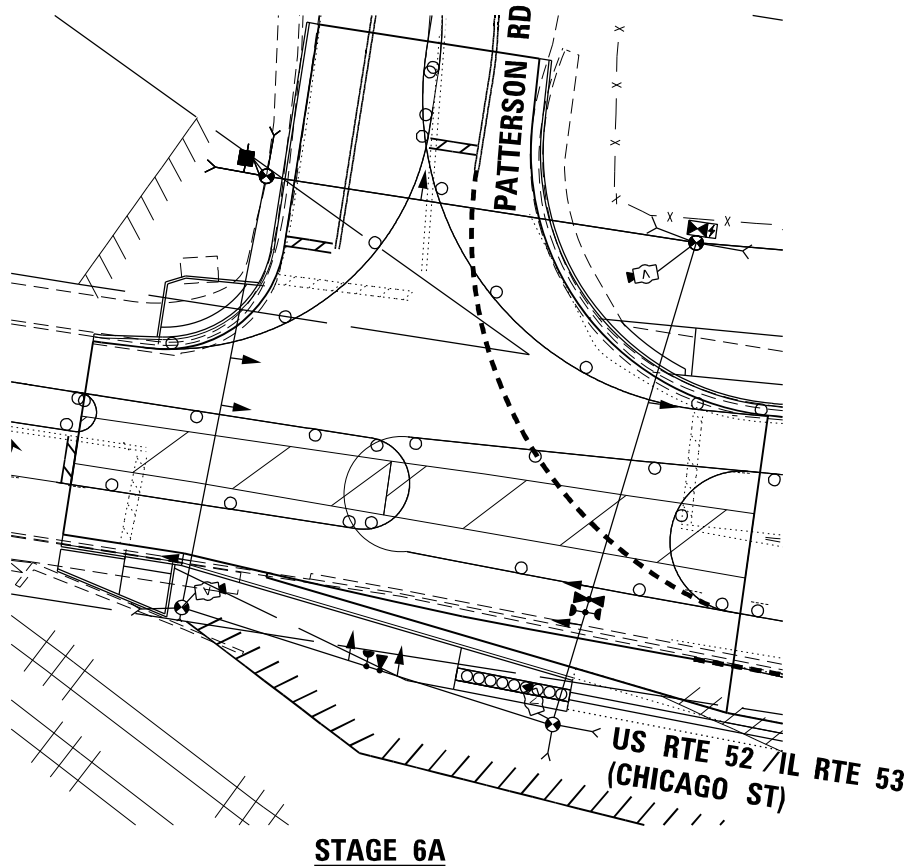 PATTERSON RD
US RTE 52 / IL RTE 53
(CHICAGO ST)
STAGE 6A